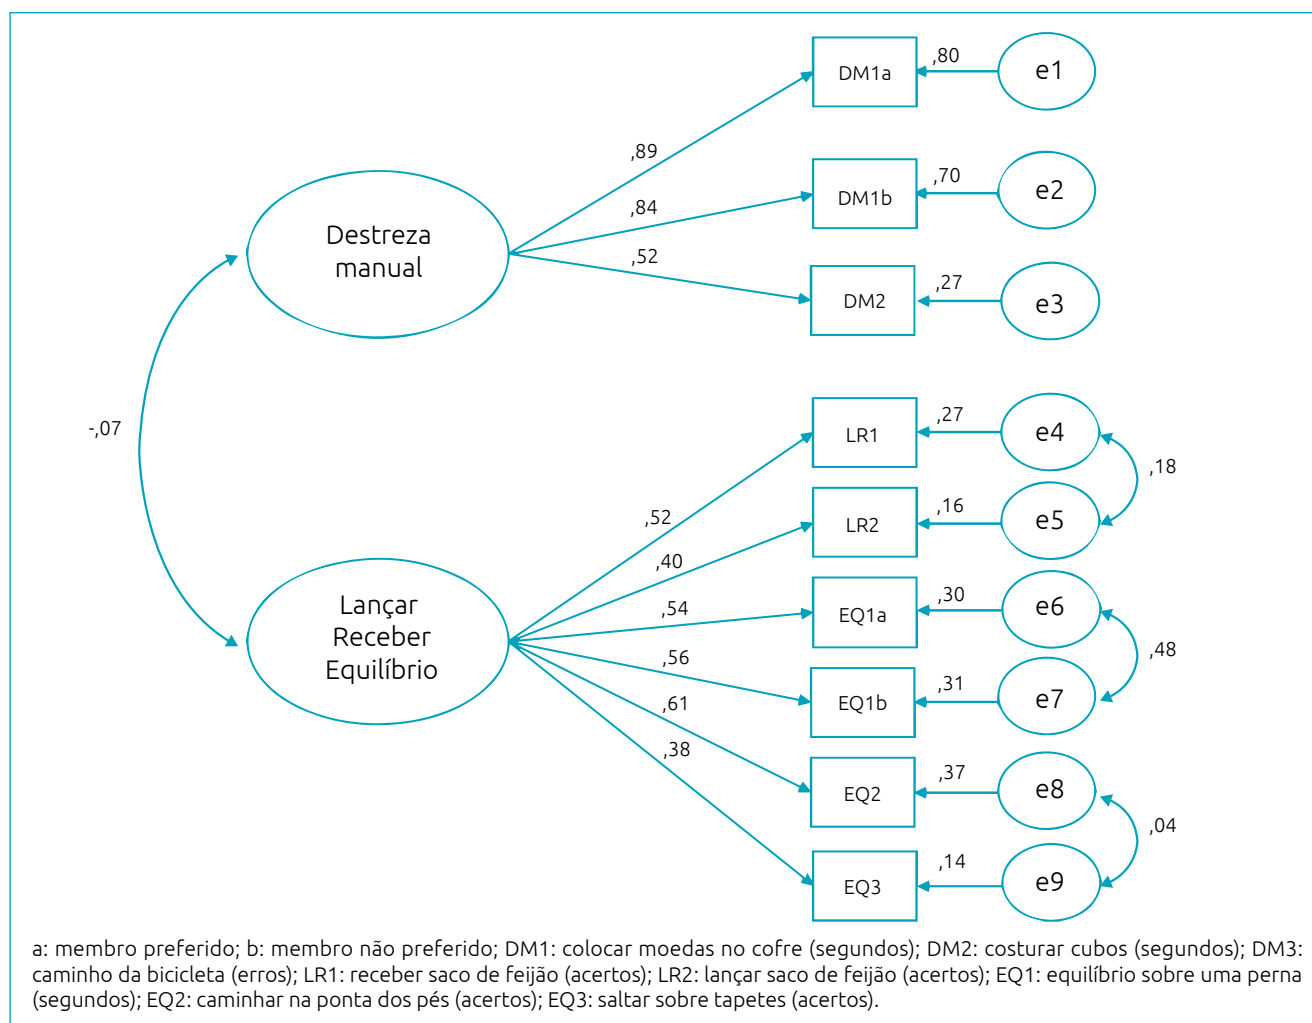 DM1a
,80
e1
,89
DM1b
,70
e2
,84
Destreza
manual
,52
DM2
,27
e3
-,07
LR1
,27
e4
,18
,52
LR2
,16
e5
,40
EQ1a
,30
e6
,48
,54
Lançar
Receber
Equilíbrio
,56
EQ1b
,31
e7
,61
,38
EQ2
,37
e8
,04
EQ3
,14
e9
a: membro preferido; b: membro não preferido; DM1: colocar moedas no cofre (segundos); DM2: costurar cubos (segundos); DM3:
caminho da bicicleta (erros); LR1: receber saco de feijão (acertos); LR2: lançar saco de feijão (acertos); EQ1: equilíbrio sobre uma perna
(segundos); EQ2: caminhar na ponta dos pés (acertos); EQ3: saltar sobre tapetes (acertos).